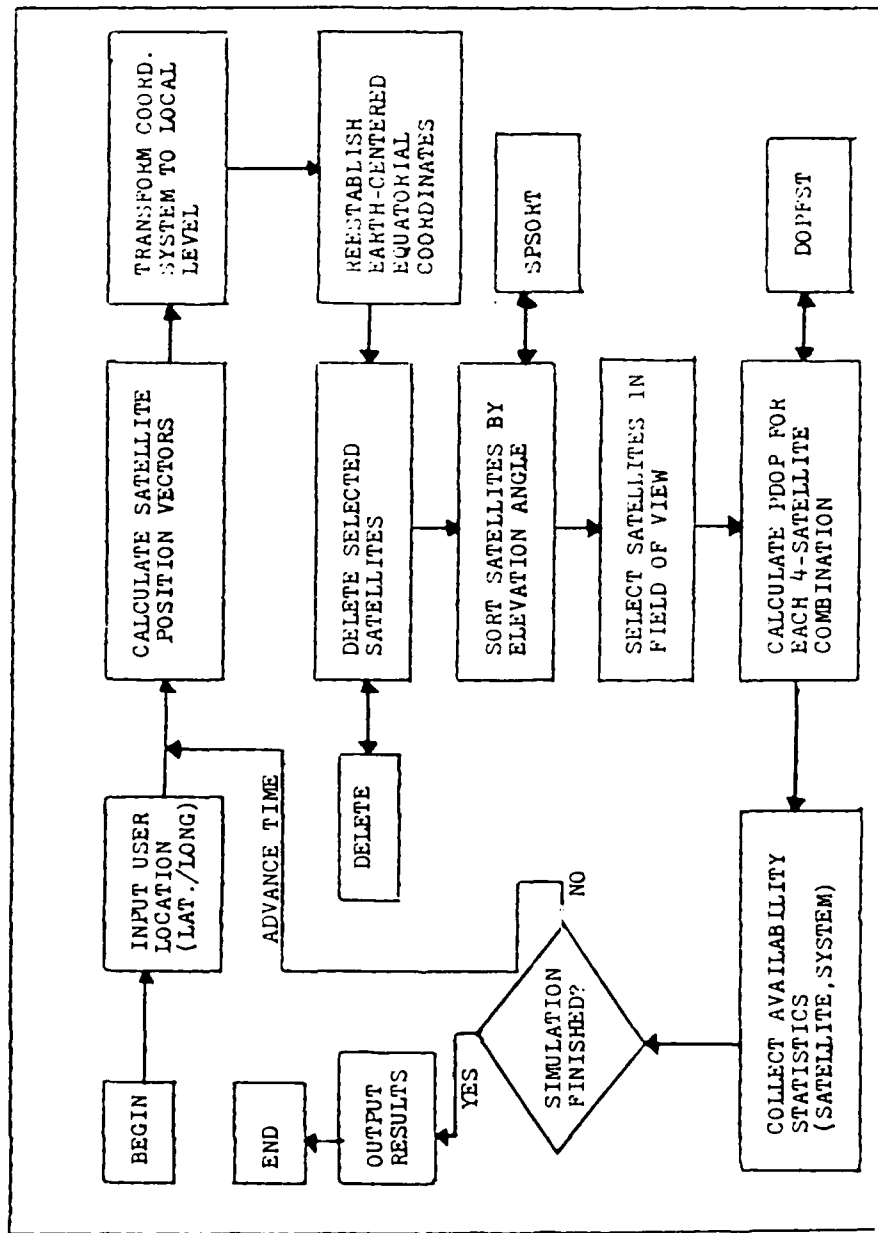 BEGIN
INPUT USER
LOCATION
(LAT./LONG)
CALCULATE SATELLITE
POSITION VECTORS
TRANSFORM COORD.
SYSTEM TO LOCAL
LEVEL
REESTABLISH
EARTH-CENTERED
EQUATORIAL
COORDINATES
ADVANCE TIME
DELETE
DELETE SELECTED
SATELLITES
SORT SATELLITES BY
ELEVATION ANGLE
SPSORT
SELECT SATELLITES IN
FIELD OF VIEW
CALCULATE PDOP FOR
EACH 4-SATELLITE
COMBINATION
DOPFST
COLLECT AVAILABILITY
STATISTICS
(SATELLITE,SYSTEM)
SIMULATION
FINISHED?
NO
YES
OUTPUT
RESULTS
END